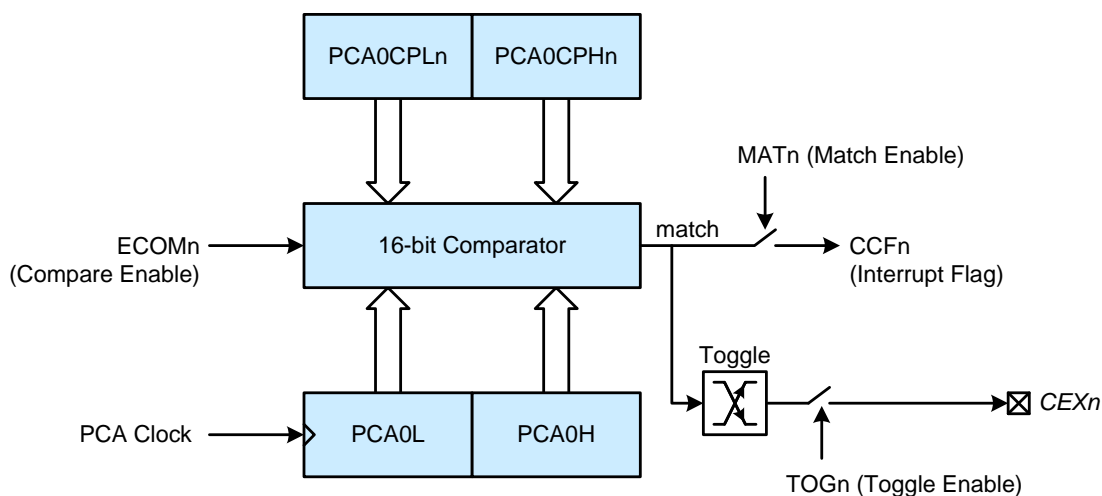 PCA0CPLn PCA0CPHn
MATn (Match Enable)
ECOMn
(Compare Enable)
16-bit Comparator
match
CCFn
(Interrupt Flag)
Toggle
CEXn
PCA Clock
PCA0L PCA0H
TOGn (Toggle Enable)